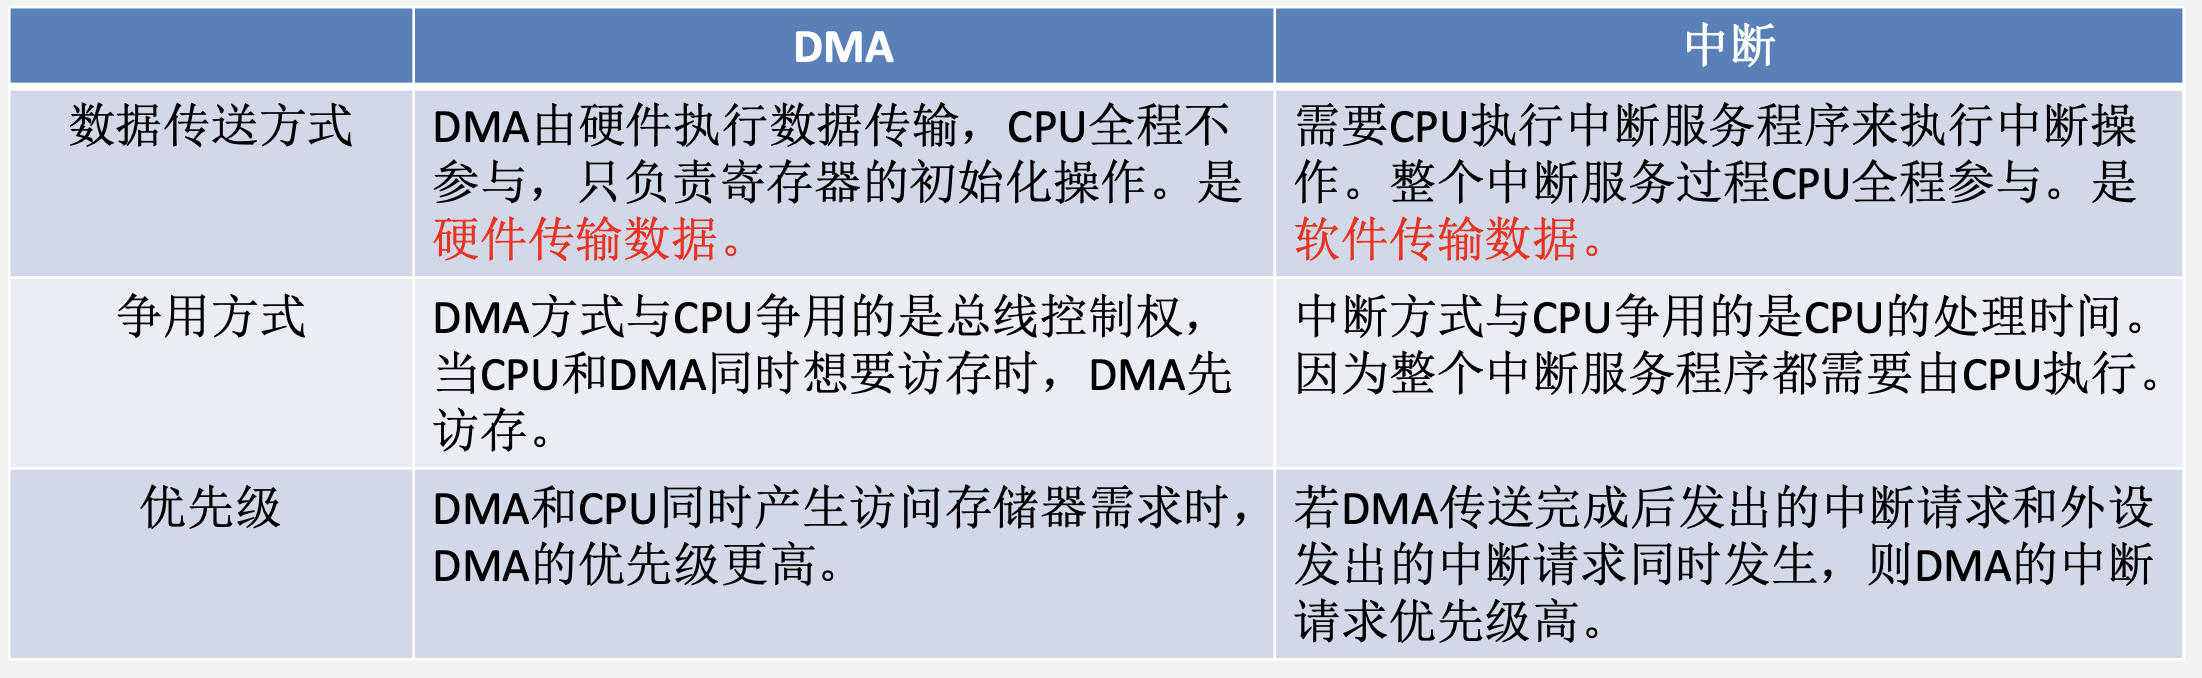 DMA
中断
数据传送方式
DMA由硬件执行数据传输，CPU全程不
参与，只负责寄存器的初始化操作。是
硬件传输数据。
需要CPU执行中断服务程序来执行中断操
作。整个中断服务过程CPU全程参与。是
软件传输数据。
争用方式
DMA方式与CPU争用的是总线控制权，
当CPU和DMA同时想要访存时，DMA先
访存。
中断方式与CPU争用的是CPU的处理时间。
因为整个中断服务程序都需要由CPU执行。
优先级
DMA和CPU同时产生访问存储器需求时，
DMA的优先级更高。
若DMA传送完成后发出的中断请求和外设
发出的中断请求同时发生，则DMA的中断
请求优先级高。